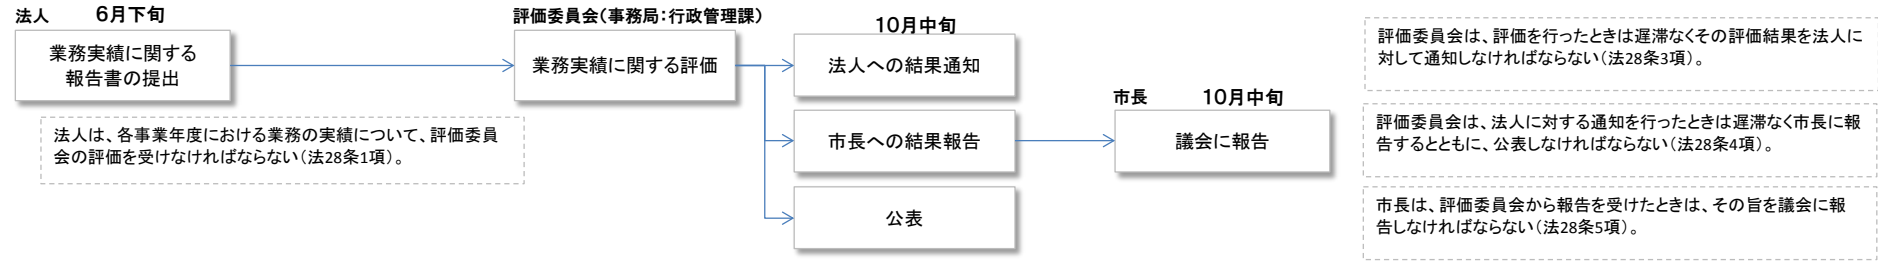 法人 6月下旬
業務実績に関する
報告書の提出
法人は、各事業年度における業務の実績について、評価委員
会の評価を受けなければならない(法28条1項)。
評価委員会(事務局:行政管理課)
業務実績に関する評価
10月中旬
法人への結果通知
市長への結果報告
公表
市長 10月中旬
議会に報告
評価委員会は、評価を行ったときは遅滞なくその評価結果を法人に
対して通知しなければならない(法28条3項)。
評価委員会は、法人に対する通知を行ったときは遅滞なく市長に報
告するとともに、公表しなければならない(法28条4項)。
市長は、評価委員会から報告を受けたときは、その旨を議会に報
告しなければならない(法28条5項)。